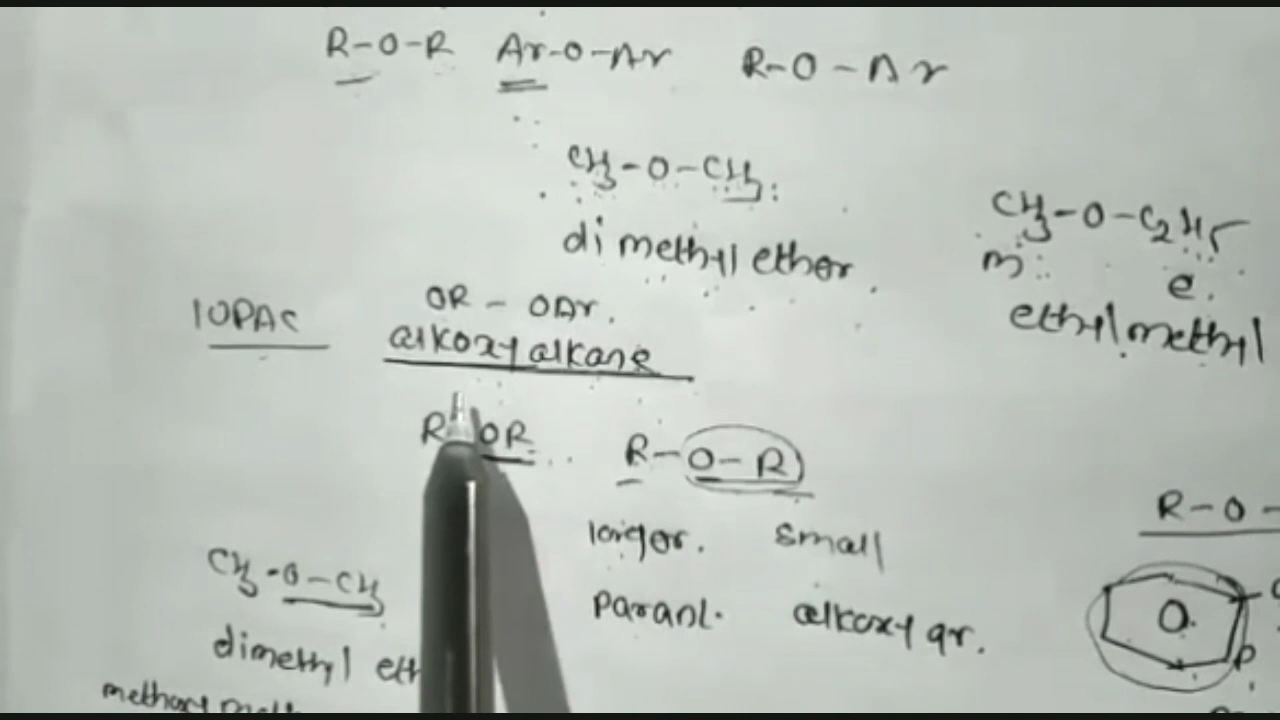 R-O-R Ar-O-Ar R-O-Ar
CH3-O-CH3
dimethyl ether
CH3-O-C2H5
m e.
ethyl methyl
IUPAC OR - OAr.
alkoxy alkane
R OR R-O-R
larger. small
CH3-O-CH3
Parant. alkoxy gr.
dimethyl eth
R-O-